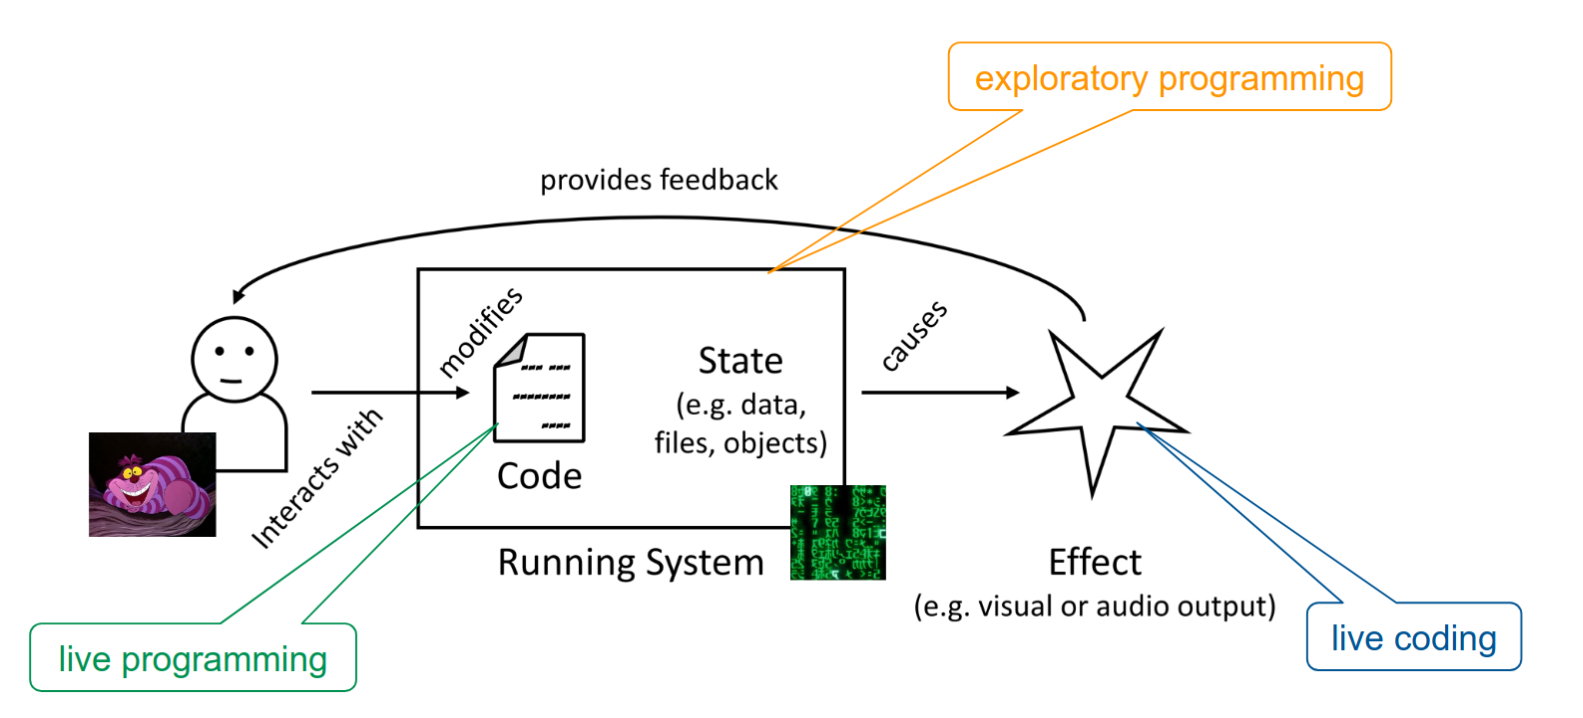 exploratory programming
provides feedback
modifies
causes
State
(e.g. data,
files, objects)
Code
Interacts with
Running System
Effect
(e.g. visual or audio output)
live programming
live coding